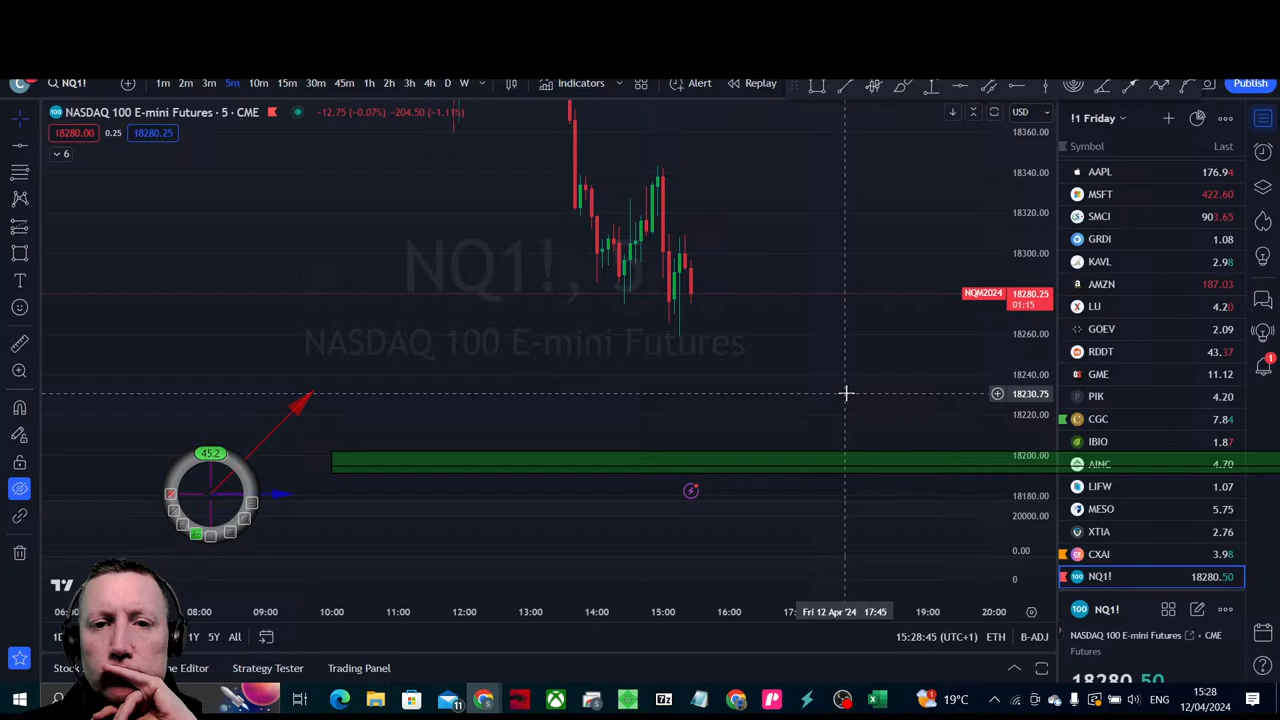 NQ1! 1m 2m 3m 5m 10m 15m 30m 45m 1h 2h 3h 4h D W Indicators Alert Replay Publish
NASDAQ 100 E-mini Futures · 5 · CME −12.75 (−0.07%) −204.50 (−1.11%)
18280.00 0.25 18280.25
6
USD
NQ1!, 5
NASDAQ 100 E-mini Futures
18360.00
18340.00
18320.00
18300.00
NQM2024 18280.25
01:15
18260.00
18240.00
18230.75
18220.00
18200.00
18180.00
20000.00
0.00
0
45.2
08:00 09:00 10:00 11:00 12:00 13:00 14:00 15:00 16:00 Fri 12 Apr '24 17:45 19:00 20:00
1Y 5Y All 15:28:45 (UTC+1) ETH B-ADJ
Strategy Tester Trading Panel
!1 Friday
Symbol Last
AAPL 176.94
MSFT 422.60
SMCI 903.65
GRDI 1.08
KAVL 2.98
AMZN 187.03
LU 4.20
GOEV 2.09
RDDT 43.37
GME 11.12
PIK 4.20
CGC 7.84
IBIO 1.87
AINC 4.70
LIFW 1.07
MESO 5.75
XTIA 2.76
CXAI 3.98
NQ1! 18280.50
NQ1!
NASDAQ 100 E-mini Futures · CME
Futures
18280.50
11 19°C ENG 15:28
12/04/2024